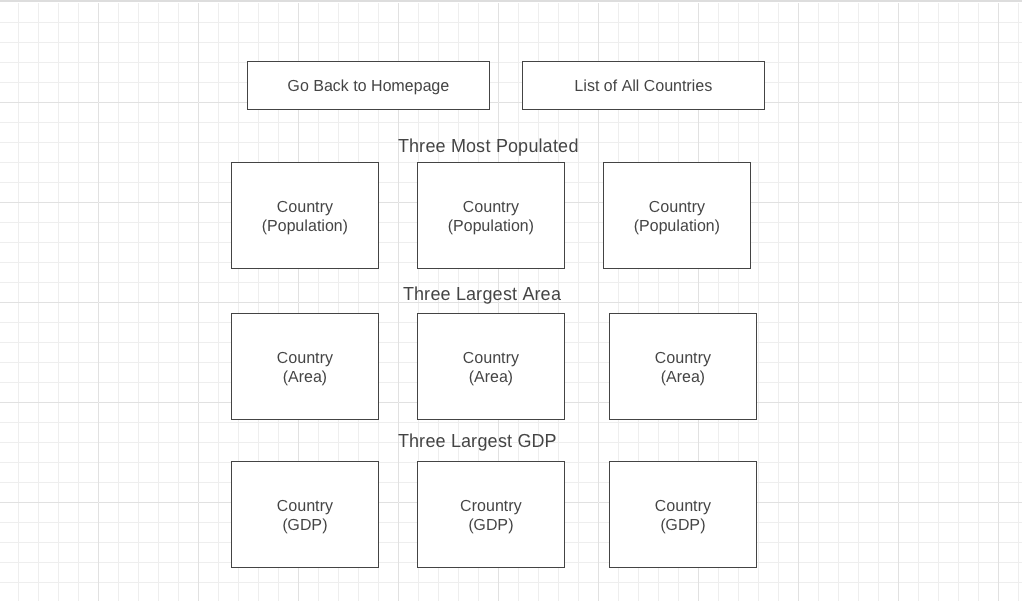 Go Back to Homepage
List of All Countries
Three Most Populated
Country
(Population)
Country
(Population)
Country
(Population)
Three Largest Area
Country
(Area)
Country
(Area)
Country
(Area)
Three Largest GDP
Country
(GDP)
Crountry
(GDP)
Country
(GDP)